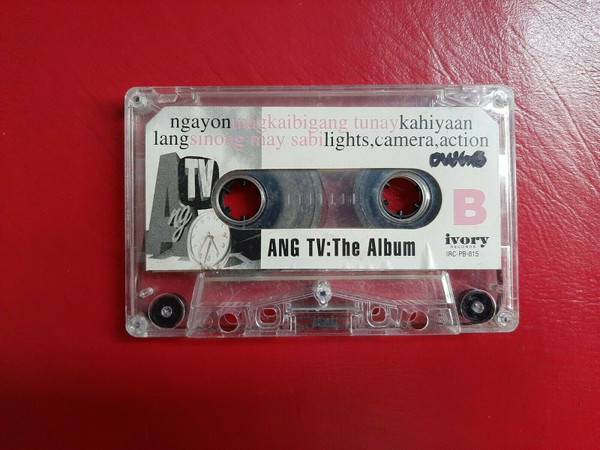 ngayon magkaibigang tunay kahiyaan
lang sinong may sabi lights,camera,action
Ang
TV
B
ANG TV:The Album
ivory
RECORDS
IRC-PB-815